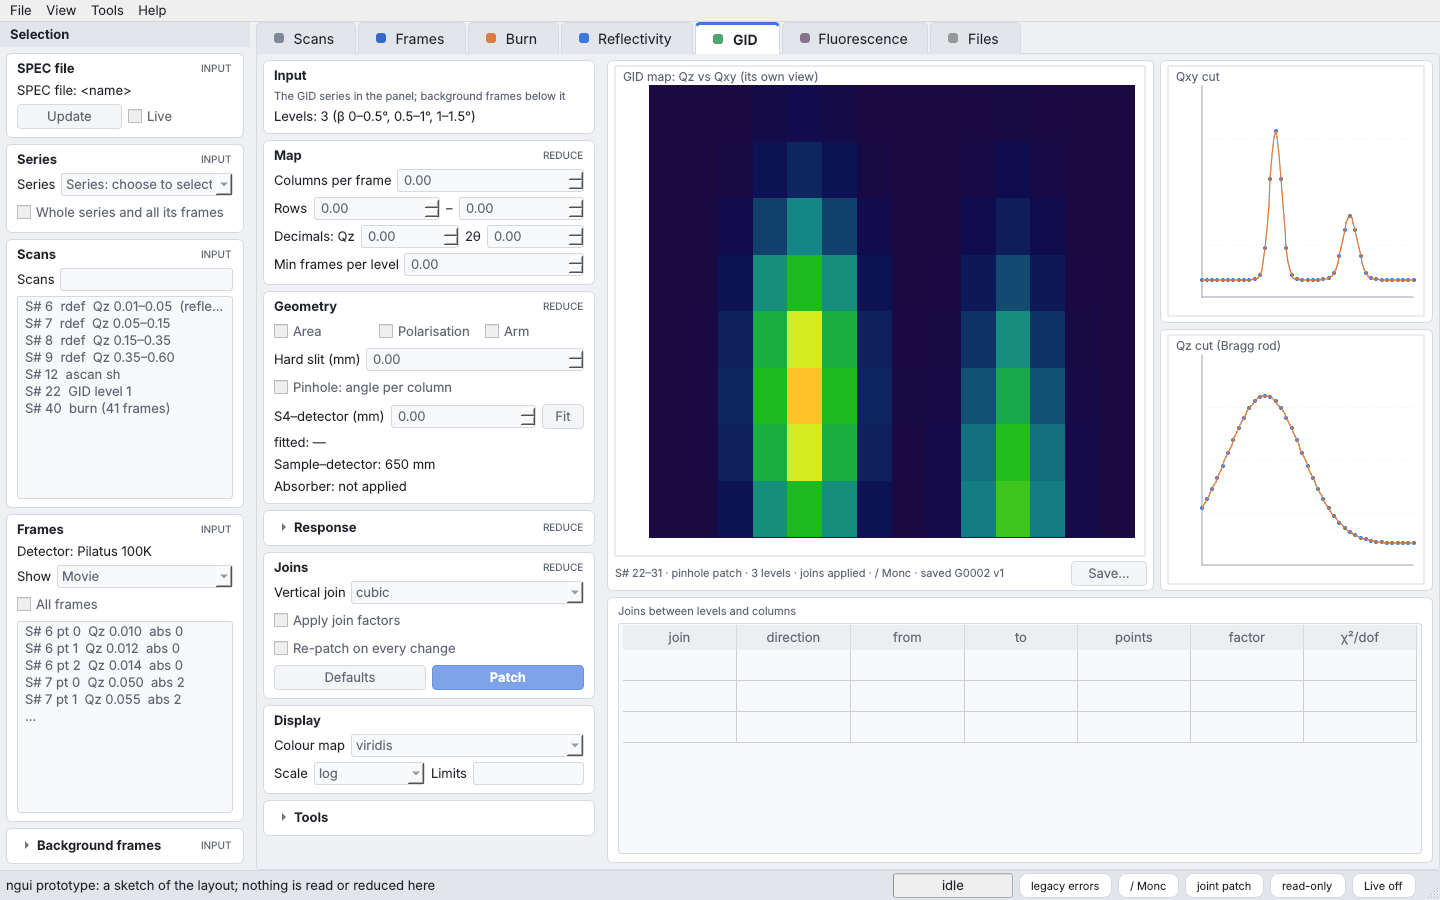 File View Tools Help
Selection
SPEC file INPUT
SPEC file: <name>
Update Live
Series INPUT
Series Series: choose to select
Whole series and all its frames
Scans INPUT
Scans
S# 6 rdef Qz 0.01–0.05 (refle...
S# 7 rdef Qz 0.05–0.15
S# 8 rdef Qz 0.15–0.35
S# 9 rdef Qz 0.35–0.60
S# 12 ascan sh
S# 22 GID level 1
S# 40 burn (41 frames)
Frames INPUT
Detector: Pilatus 100K
Show Movie
All frames
S# 6 pt 0 Qz 0.010 abs 0
S# 6 pt 1 Qz 0.012 abs 0
S# 6 pt 2 Qz 0.014 abs 0
S# 7 pt 0 Qz 0.050 abs 2
S# 7 pt 1 Qz 0.055 abs 2
...
Background frames INPUT
Scans Frames Burn Reflectivity GID Fluorescence Files
Input
The GID series in the panel; background frames below it
Levels: 3 (β 0–0.5°, 0.5–1°, 1–1.5°)
Map REDUCE
Columns per frame 0.00
Rows 0.00 – 0.00
Decimals: Qz 0.00 2θ 0.00
Min frames per level 0.00
Geometry REDUCE
Area Polarisation Arm
Hard slit (mm) 0.00
Pinhole: angle per column
S4–detector (mm) 0.00 Fit
fitted: —
Sample–detector: 650 mm
Absorber: not applied
Response REDUCE
Joins REDUCE
Vertical join cubic
Apply join factors
Re-patch on every change
Defaults Patch
Display
Colour map viridis
Scale log Limits
Tools
GID map: Qz vs Qxy (its own view)
S# 22–31 · pinhole patch · 3 levels · joins applied · / Monc · saved G0002 v1 Save...
Qxy cut
Qz cut (Bragg rod)
Joins between levels and columns
join direction from to points factor χ²/dof
ngui prototype: a sketch of the layout; nothing is read or reduced here
idle legacy errors / Monc joint patch read-only Live off